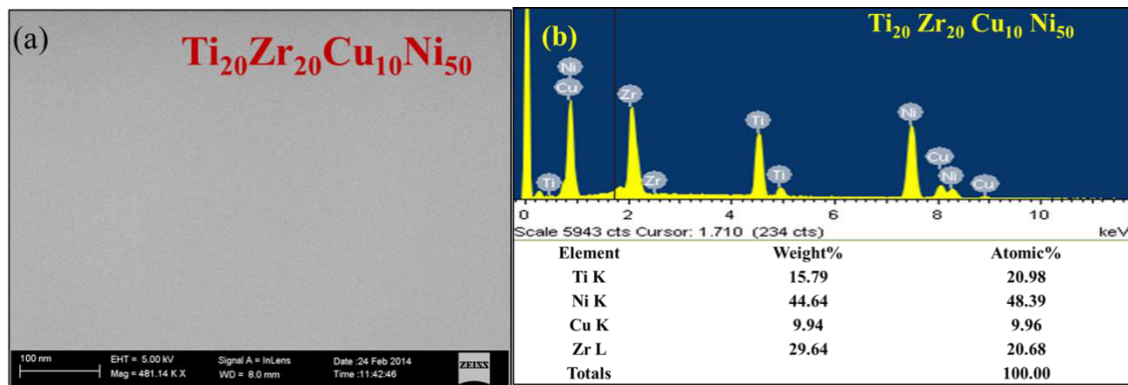 (a)
Ti20Zr20Cu10Ni50
100 nm
EHT = 5.00 kV
Signal A = InLens
Date :24 Feb 2014
ZEISS
Mag = 481.14 K X
WD = 8.0 mm
Time :11:42:46
(b)
Ti20 Zr20 Cu10 Ni50
Ni
Cu
Zr
Ti
Ni
Ti
Zr
Ti
Cu
Ni
Cu
0 2 4 6 8 10
Scale 5943 cts Cursor: 1.710 (234 cts) keV
Element Weight% Atomic%
Ti K 15.79 20.98
Ni K 44.64 48.39
Cu K 9.94 9.96
Zr L 29.64 20.68
Totals 100.00